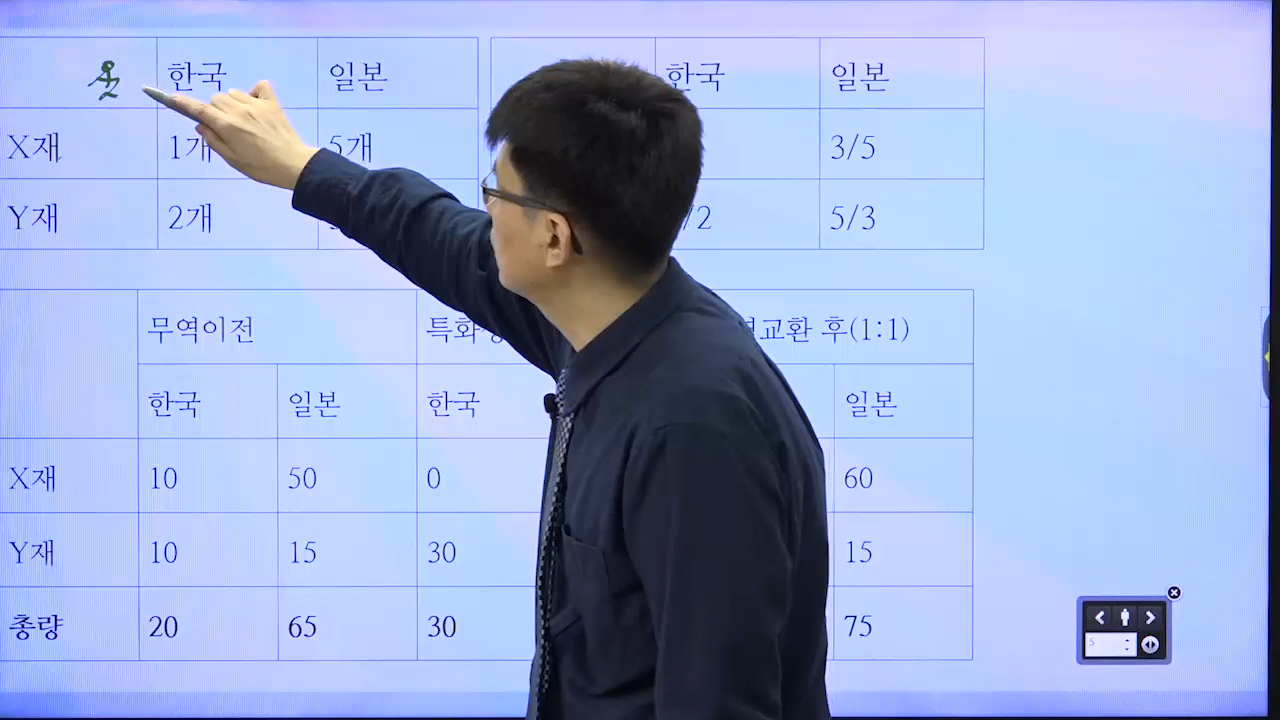 한국 일본
X재 1개 5개
Y재 2개
한국 일본
3/5
/2 5/3
무역이전 특화 교환 후(1:1)
한국 일본 한국 일본
X재 10 50 0 60
Y재 10 15 30 15
총량 20 65 30 75
5